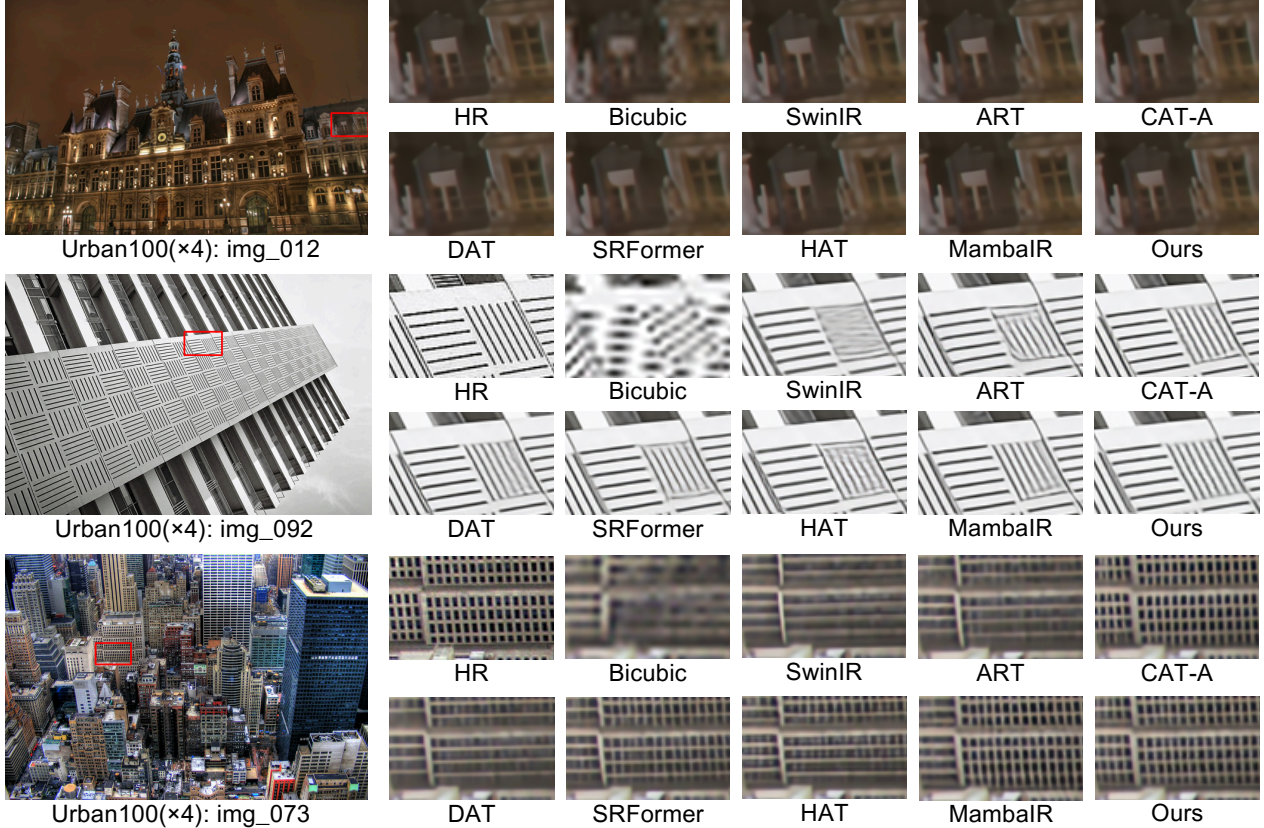 HR Bicubic SwinIR ART CAT-A
DAT SRFormer HAT MambaIR Ours
Urban100(×4): img_012
HR Bicubic SwinIR ART CAT-A
DAT SRFormer HAT MambaIR Ours
Urban100(×4): img_092
HR Bicubic SwinIR ART CAT-A
DAT SRFormer HAT MambaIR Ours
Urban100(×4): img_073